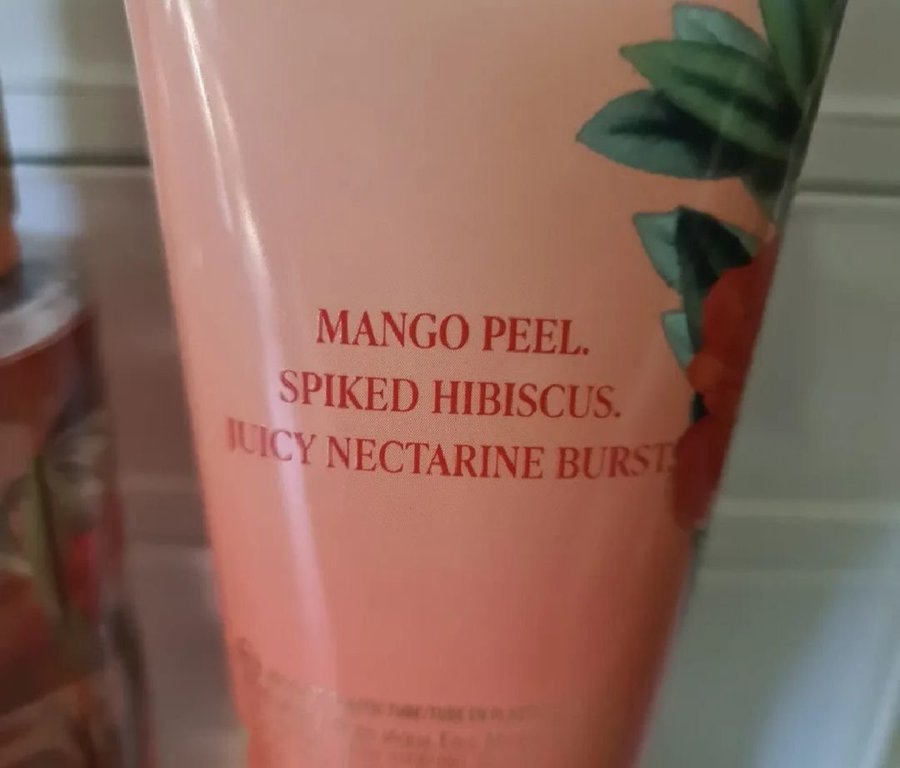 MANGO PEEL.
SPIKED HIBISCUS.
JUICY NECTARINE BURST.